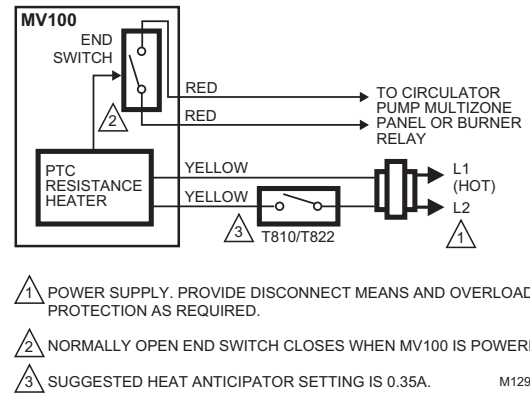 MV100
END
SWITCH
RED
TO CIRCULATOR
PUMP MULTIZONE
RED
PANEL OR BURNER
RELAY
2
PTC
RESISTANCE
HEATER
YELLOW
L1
(HOT)
YELLOW
L2
3
T810/T822
1
1 POWER SUPPLY. PROVIDE DISCONNECT MEANS AND OVERLOAD
PROTECTION AS REQUIRED.
2 NORMALLY OPEN END SWITCH CLOSES WHEN MV100 IS
3 SUGGESTED HEAT ANTICIPATOR SETTING IS 0.35A.